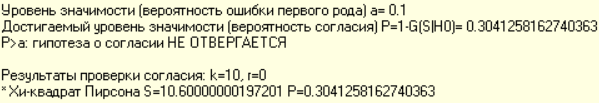 Уровень значимости (вероятность ошибки первого рода) a= 0.1
Достигаемый уровень значимости (вероятность согласия) P=1-G(S|H0)= 0.3041258162740363
P>a: гипотеза о согласии НЕ ОТВЕРГАЕТСЯ
Результаты проверки согласия: k=10, r=0
*Хи-квадрат Пирсона S=10.60000000197201 P=0.3041258162740363